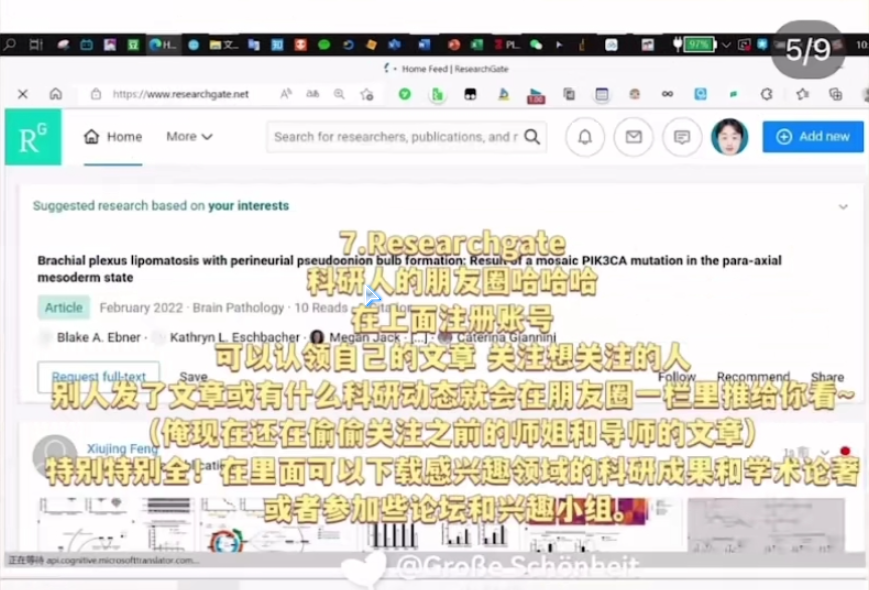 5/9
97%
10:
Home Feed | ResearchGate
https://www.researchgate.net
1.00
RG
Home
More
Search for researchers, publications, and r
Add new
Suggested research based on your interests
7.Researchgate
Brachial plexus lipomatosis with perineurial pseudoonion bulb formation: Result of a mosaic PIK3CA mutation in the para-axial
mesoderm state
科研人的朋友圈哈哈哈
Article
February 2022 · Brain Pathology · 10 Reads
在上面注册账号
Blake A. Ebner · Kathryn L. Eschbacher · Megan Jack · [...] · Caterina Giannini
可以认领自己的文章 关注想关注的人
Request full-text
Save
Follow
Recommend
Share
别人发了文章或有什么科研动态就会在朋友圈一栏里推给你看~
（俺现在还在偷偷关注之前的师姐和导师的文章）
Xiujing Feng
特别特别全！在里面可以下载感兴趣领域的科研成果和学术论著
或者参加些论坛和兴趣小组。
正在等待 api.cognitive.microsofttranslator.com...
@Große Schönheit